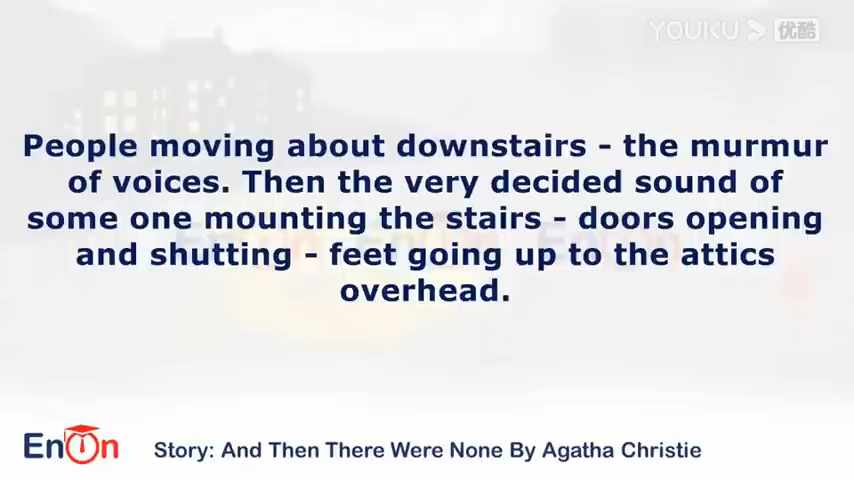 YOUKU 优酷
People moving about downstairs - the murmur
of voices. Then the very decided sound of
some one mounting the stairs - doors opening
and shutting - feet going up to the attics
overhead.
EnOn
Story: And Then There Were None By Agatha Christie